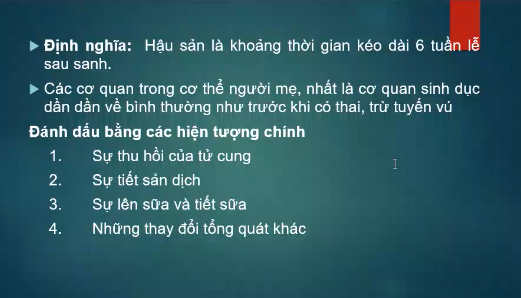 Định nghĩa: Hậu sản là khoảng thời gian kéo dài 6 tuần lễ
sau sanh.
Các cơ quan trong cơ thể người mẹ, nhất là cơ quan sinh dục
dần dần về bình thường như trước khi có thai, trừ tuyến vú
Đánh dấu bằng các hiện tượng chính
1. Sự thu hồi của tử cung
2. Sự tiết sản dịch
3. Sự lên sữa và tiết sữa
4. Những thay đổi tổng quát khác